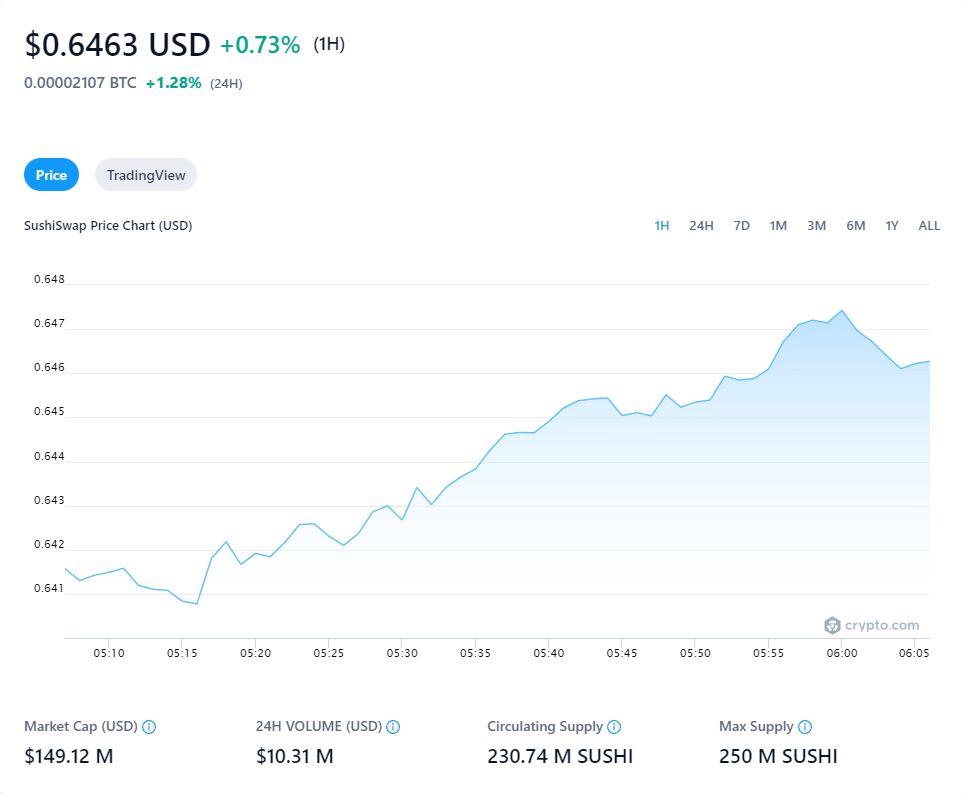 $0.6463 USD +0.73% (1H)
0.00002107 BTC +1.28% (24H)
Price TradingView
SushiSwap Price Chart (USD) 1H 24H 7D 1M 3M 6M 1Y ALL
0.648
0.647
0.646
0.645
0.644
0.643
0.642
0.641
crypto.com
05:10 05:15 05:20 05:25 05:30 05:35 05:40 05:45 05:50 05:55 06:00 06:05
Market Cap (USD) 24H VOLUME (USD) Circulating Supply Max Supply
$149.12 M $10.31 M 230.74 M SUSHI 250 M SUSHI